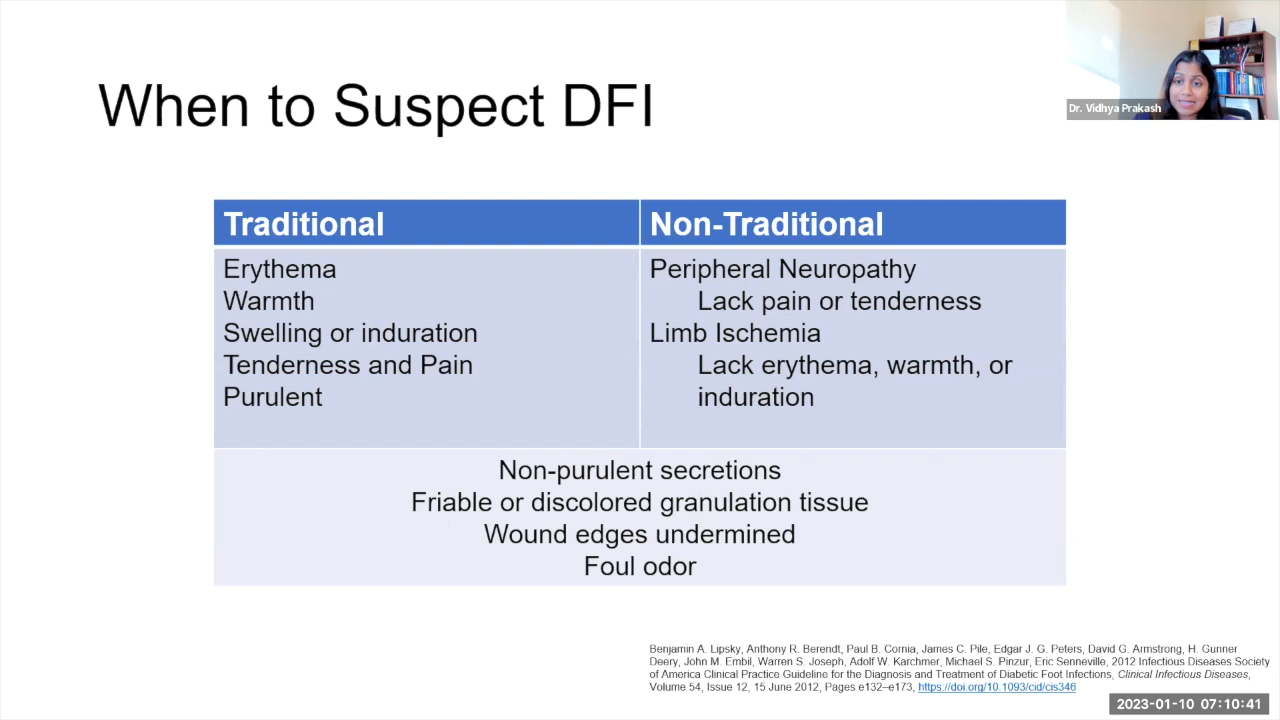 Dr. Vidhya Prakash
When to Suspect DFI
Traditional
Non-Traditional
Erythema
Warmth
Swelling or induration
Tenderness and Pain
Purulent
Peripheral Neuropathy
Lack pain or tenderness
Limb Ischemia
Lack erythema, warmth, or
induration
Non-purulent secretions
Friable or discolored granulation tissue
Wound edges undermined
Foul odor
Benjamin A. Lipsky, Anthony R. Berendt, Paul B. Cornia, James C. Pile, Edgar J. G. Peters, David G. Armstrong, H. Gunner
Deery, John M. Embil, Warren S. Joseph, Adolf W. Karchmer, Michael S. Pinzur, Eric Senneville, 2012 Infectious Diseases Society
of America Clinical Practice Guideline for the Diagnosis and Treatment of Diabetic Foot Infections, Clinical Infectious Diseases,
Volume 54, Issue 12, 15 June 2012, Pages e132–e173, https://doi.org/10.1093/cid/cis346
2023-01-10 07:10:41